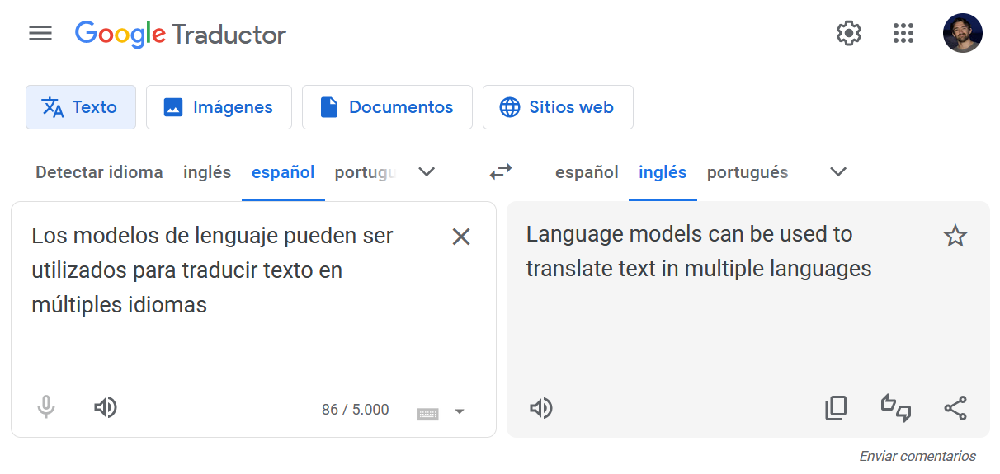 Google Traductor
Texto
Imágenes
Documentos
Sitios web
Detectar idioma
inglés
español
portugu
español
inglés
portugués
Los modelos de lenguaje pueden ser
utilizados para traducir texto en
múltiples idiomas
86 / 5.000
Language models can be used to
translate text in multiple languages
Enviar comentarios